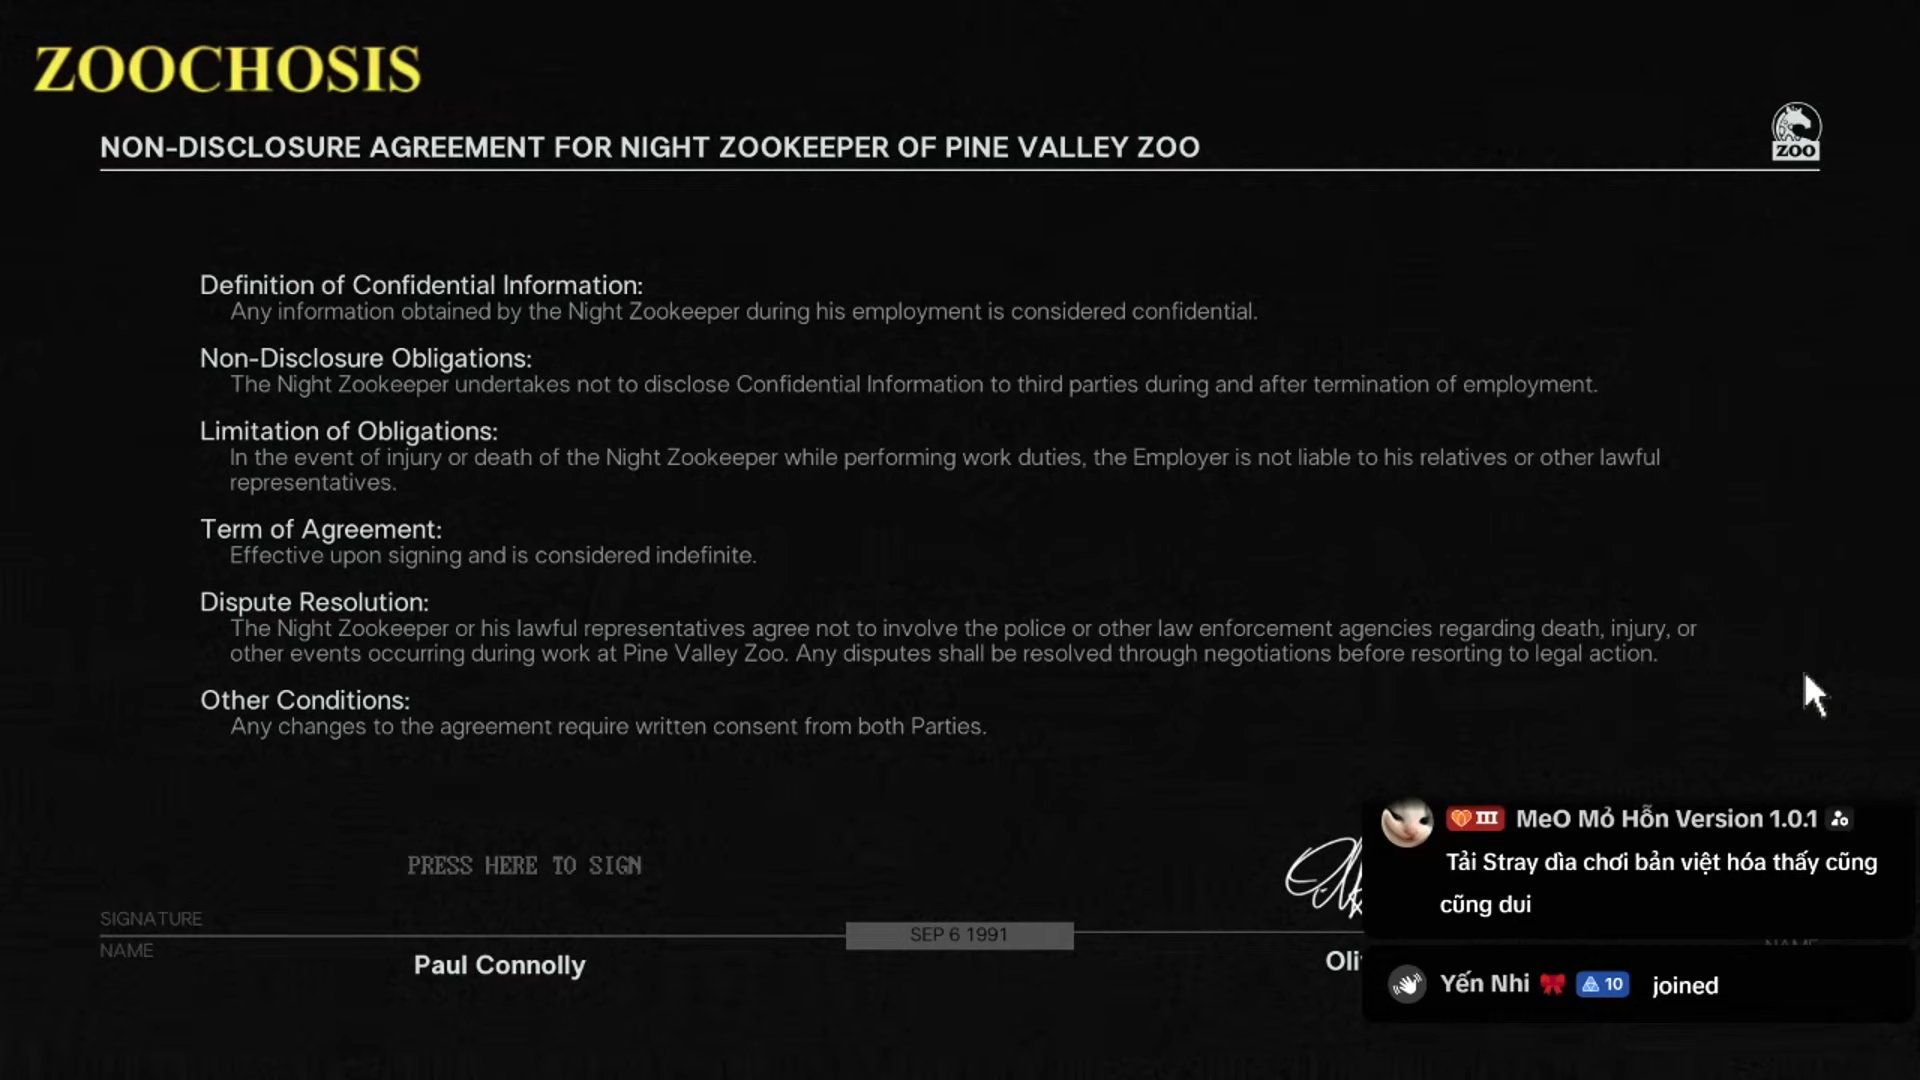 ZOOCHOSIS
NON-DISCLOSURE AGREEMENT FOR NIGHT ZOOKEEPER OF PINE VALLEY ZOO
ZOO
Definition of Confidential Information:
Any information obtained by the Night Zookeeper during his employment is considered confidential.
Non-Disclosure Obligations:
The Night Zookeeper undertakes not to disclose Confidential Information to third parties during and after termination of employment.
Limitation of Obligations:
In the event of injury or death of the Night Zookeeper while performing work duties, the Employer is not liable to his relatives or other lawful
representatives.
Term of Agreement:
Effective upon signing and is considered indefinite.
Dispute Resolution:
The Night Zookeeper or his lawful representatives agree not to involve the police or other law enforcement agencies regarding death, injury, or
other events occurring during work at Pine Valley Zoo. Any disputes shall be resolved through negotiations before resorting to legal action.
Other Conditions:
Any changes to the agreement require written consent from both Parties.
PRESS HERE TO SIGN
SIGNATURE
NAME
Paul Connolly
SEP 6 1991
Oli
III MeO Mỏ Hỗn Version 1.0.1
Tải Stray dìa chơi bản việt hóa thấy cũng
cũng dui
Yến Nhi 10 joined